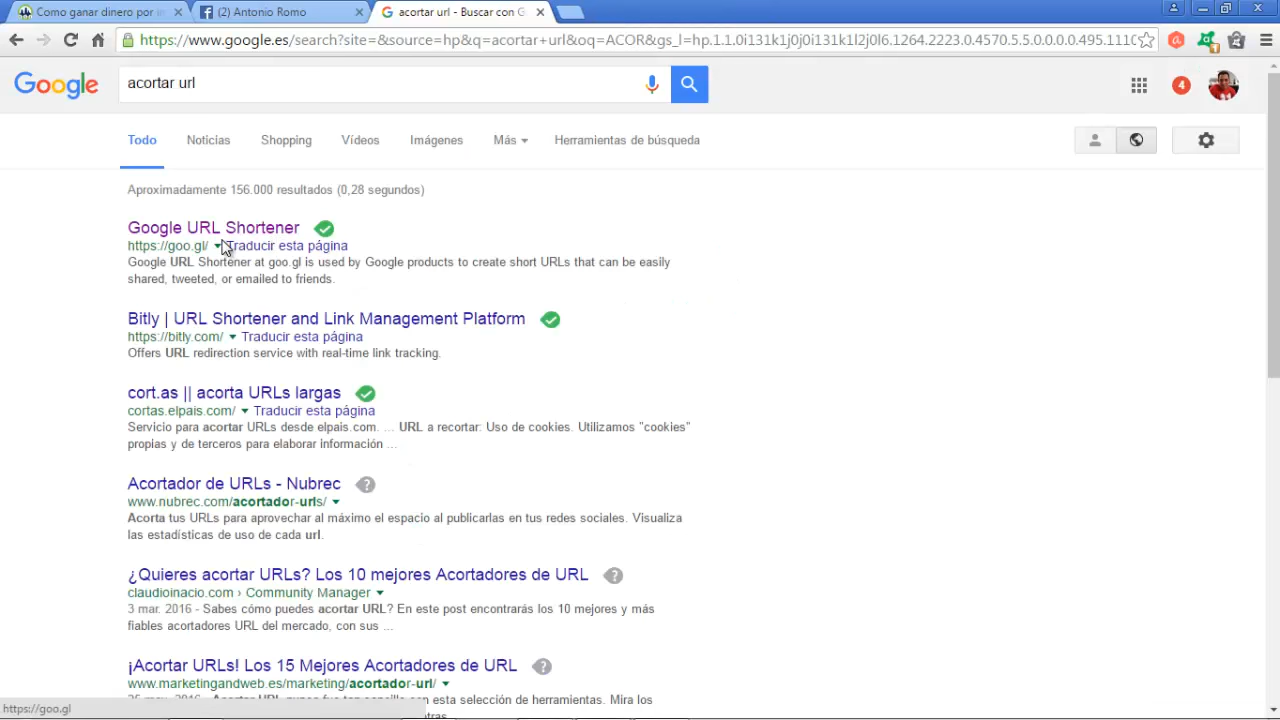 Como ganar dinero por in
(2) Antonio Romo
acortar url - Buscar con G
https://www.google.es/search?site=&source=hp&q=acortar+url&oq=ACOR&gs_l=hp.1.1.0i131k1j0j0i131k1l2j0l6.1264.2223.0.4570.5.5.0.0.0.0.495.1110
Google
acortar url
4
Todo Noticias Shopping Vídeos Imágenes Más Herramientas de búsqueda
Aproximadamente 156.000 resultados (0,28 segundos)
Google URL Shortener
https://goo.gl/ Traducir esta página
Google URL Shortener at goo.gl is used by Google products to create short URLs that can be easily
shared, tweeted, or emailed to friends.
Bitly | URL Shortener and Link Management Platform
https://bitly.com/ Traducir esta página
Offers URL redirection service with real-time link tracking.
cort.as || acorta URLs largas
cortas.elpais.com/ Traducir esta página
Servicio para acortar URLs desde elpais.com. ... URL a recortar: Uso de cookies. Utilizamos "cookies"
propias y de terceros para elaborar información ...
Acortador de URLs - Nubrec
www.nubrec.com/acortador-urls/
Acorta tus URLs para aprovechar al máximo el espacio al publicarlas en tus redes sociales. Visualiza
las estadísticas de uso de cada url.
¿Quieres acortar URLs? Los 10 mejores Acortadores de URL
claudioinacio.com › Community Manager
3 mar. 2016 - Sabes cómo puedes acortar URL? En este post encontrarás los 10 mejores y más
fiables acortadores URL del mercado, con sus ...
¡Acortar URLs! Los 15 Mejores Acortadores de URL
www.marketingandweb.es/marketing/acortador-url/
esta selección de herramientas. Mira los
https://goo.gl